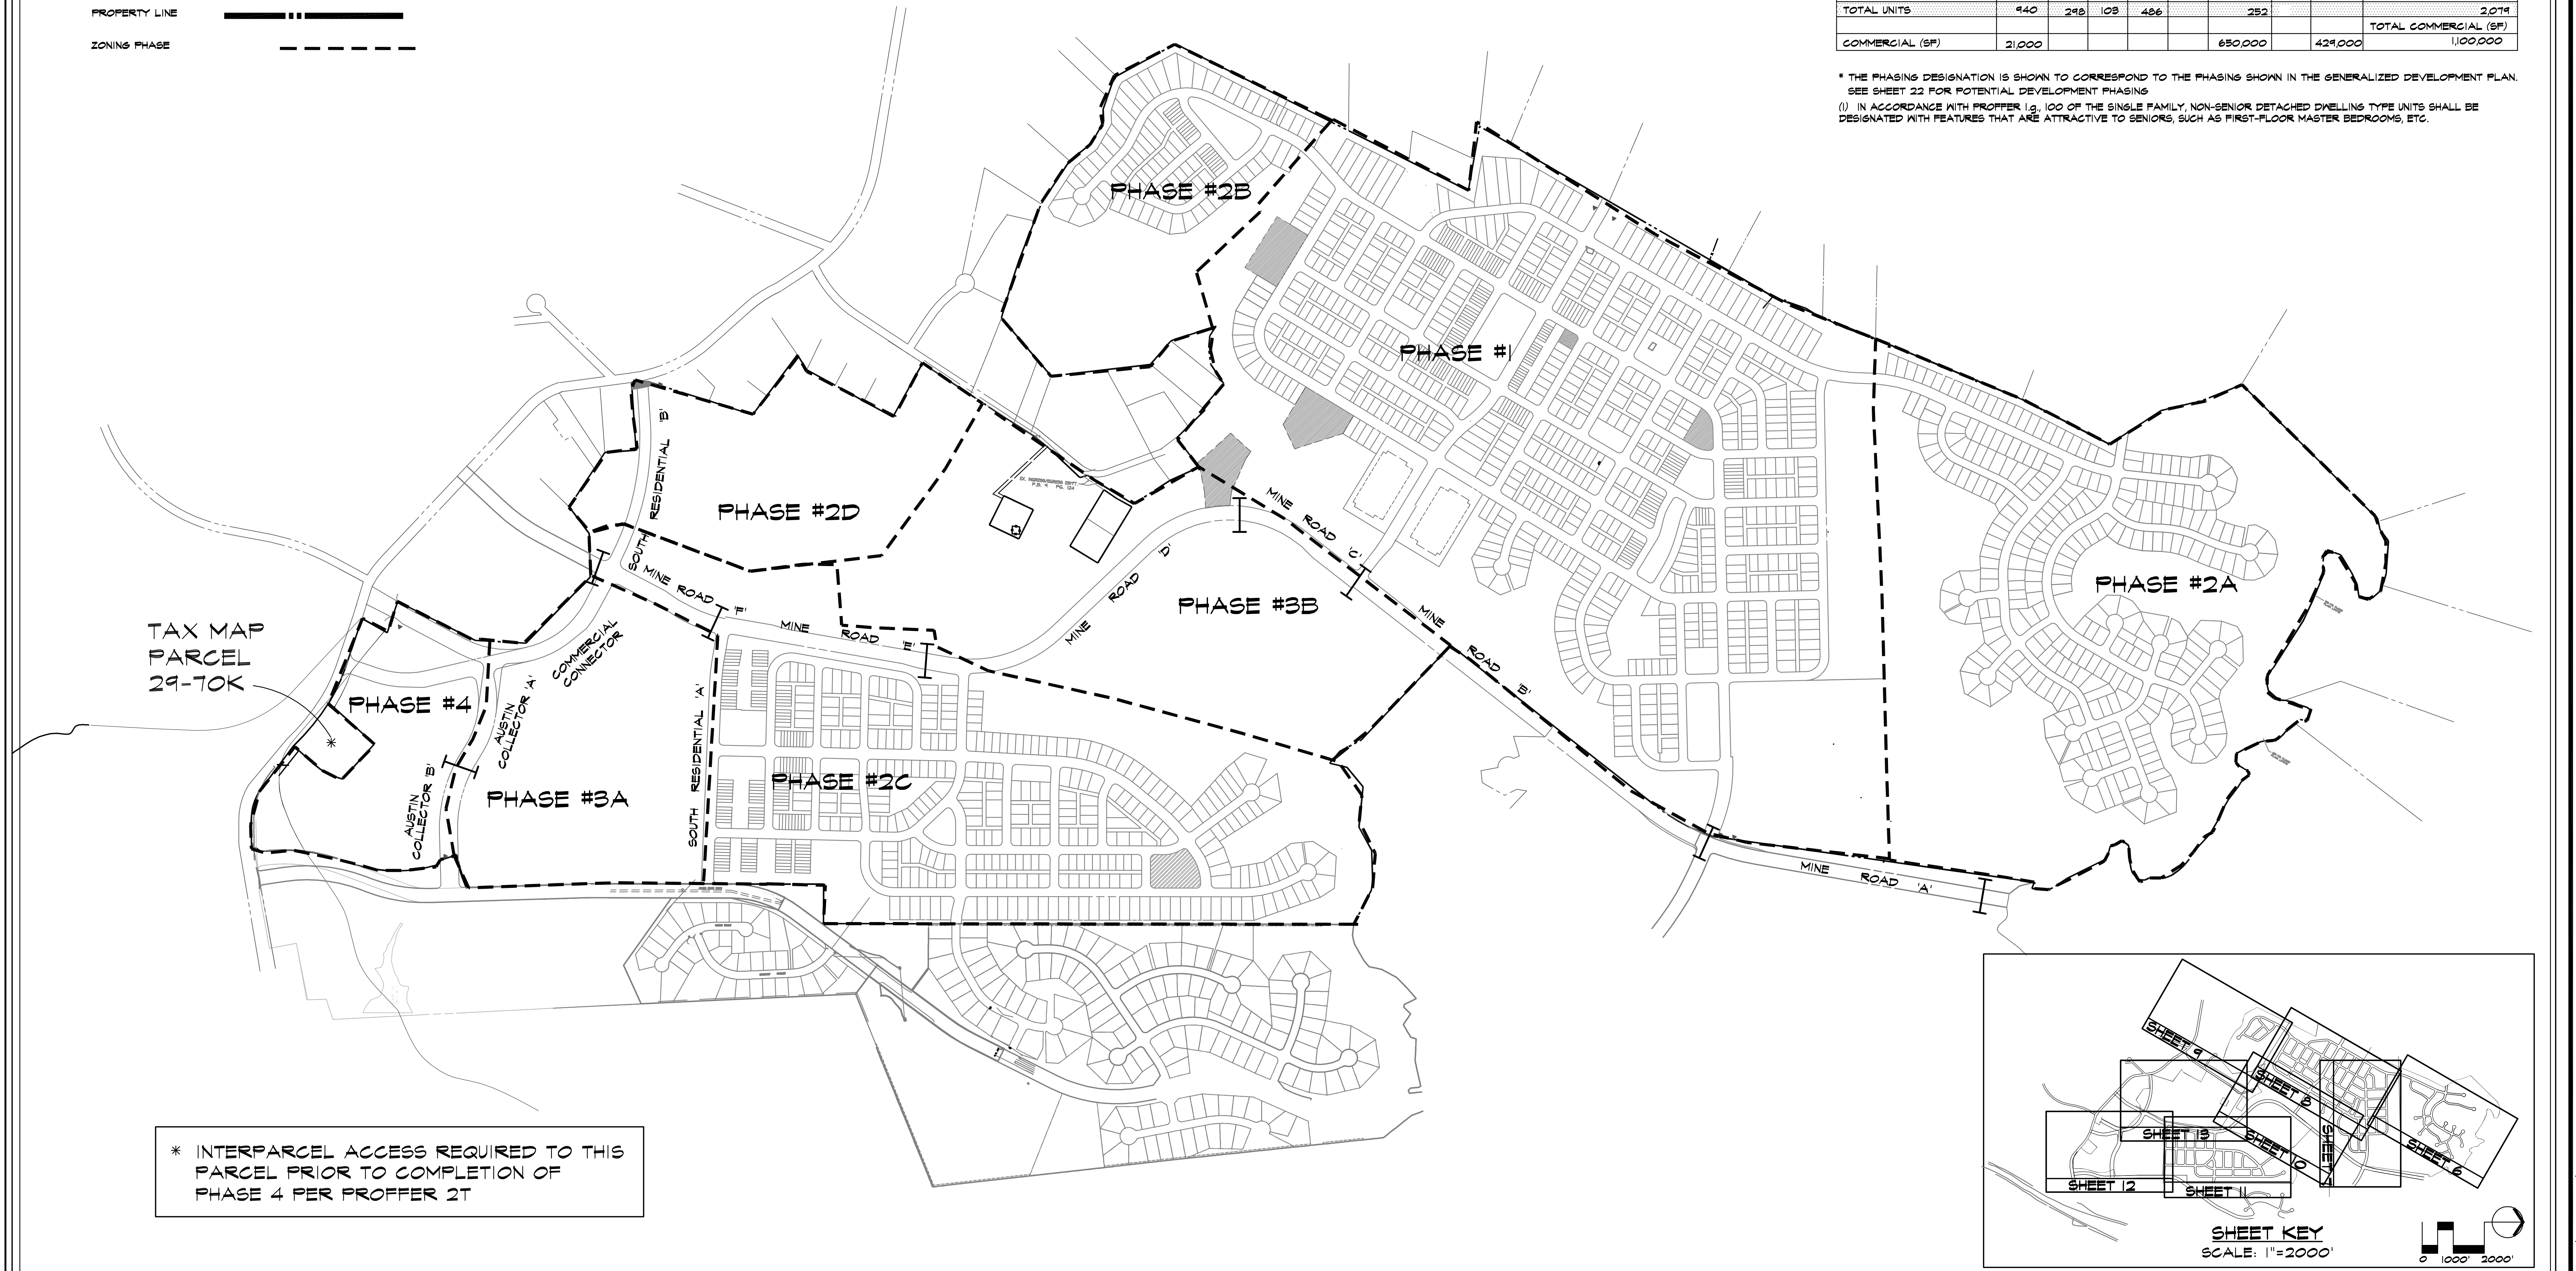 PROPERTY LINE
ZONING PHASE
TOTAL UNITS 940 298 103 486 252 2,079
TOTAL COMMERCIAL (SF)
COMMERCIAL (SF) 21,000 650,000 429,000 1,100,000
* THE PHASING DESIGNATION IS SHOWN TO CORRESPOND TO THE PHASING SHOWN IN THE GENERALIZED DEVELOPMENT PLAN.
SEE SHEET 22 FOR POTENTIAL DEVELOPMENT PHASING
(1) IN ACCORDANCE WITH PROFFER 1.g., 100 OF THE SINGLE FAMILY, NON-SENIOR DETACHED DWELLING TYPE UNITS SHALL BE
DESIGNATED WITH FEATURES THAT ARE ATTRACTIVE TO SENIORS, SUCH AS FIRST-FLOOR MASTER BEDROOMS, ETC.
PHASE #2B
PHASE #1
PHASE #2D
SOUTH RESIDENTIAL 'B'
MINE ROAD 'C'
MINE ROAD 'D'
PHASE #3B
PHASE #2A
MINE ROAD 'F'
MINE ROAD 'E'
MINE ROAD 'B'
TAX MAP
PARCEL
29-70K
*
PHASE #4
COMMERCIAL
CONNECTOR
AUSTIN
COLLECTOR 'A'
SOUTH RESIDENTIAL 'A'
PHASE #2C
PHASE #3A
AUSTIN
COLLECTOR 'B'
MINE ROAD 'A'
* INTERPARCEL ACCESS REQUIRED TO THIS
PARCEL PRIOR TO COMPLETION OF
PHASE 4 PER PROFFER 2T
SHEET 9
SHEET 8
SHEET 13
SHEET 10
SHEET
SHEET 6
SHEET 12
SHEET 11
SHEET KEY
SCALE: 1"=2000'
0 1000' 2000'